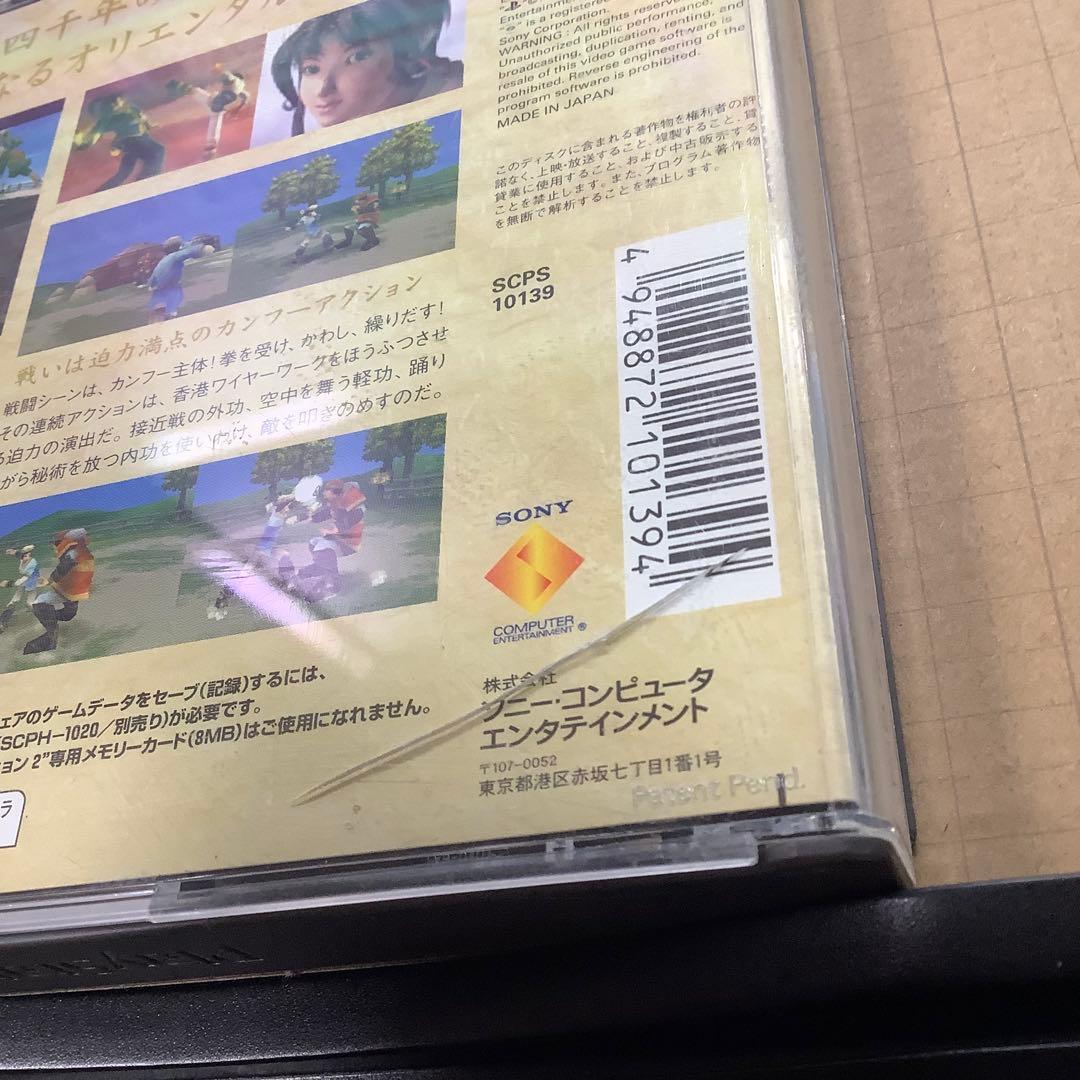 四千年の
なるオリエンタル
Entertainment
"is a registered
Sony Corporation.
WARNING : All rights reserved.
Unauthorized public performance,
broadcasting, duplication, renting, and
resale of this video game software is
prohibited. Reverse engineering of the
program software is prohibited.
MADE IN JAPAN
このディスクに含まれる著作物を権利者の許
諾なく、上映・放送すること、複製すること、賃
貸業に使用すること、および中古販売する
ことを禁止します。また、プログラム著作物
を無断で解析することを禁止します。
SCPS
10139
4 948872 101394
戦いは迫力満点のカンフーアクション
戦闘シーンは、カンフー主体!拳を受け、かわし、繰りだす!
その連続アクションは、香港ワイヤーワークをほうふつさせ
る迫力の演出だ。接近戦の外功、空中を舞う軽功、踊り
がら秘術を放つ内功を使いわけ、敵を叩きのめすのだ。
SONY
COMPUTER
ENTERTAINMENT ®
ェアのゲームデータをセーブ(記録)するには、
(SCPH-1020/別売り)が必要です。
ョン 2"専用メモリーカード(8MB)はご使用になれません。
ラ
株式会社
ソニー・コンピュータ
エンタテインメント
〒107-0052
東京都港区赤坂七丁目1番1号
Patent Pend.